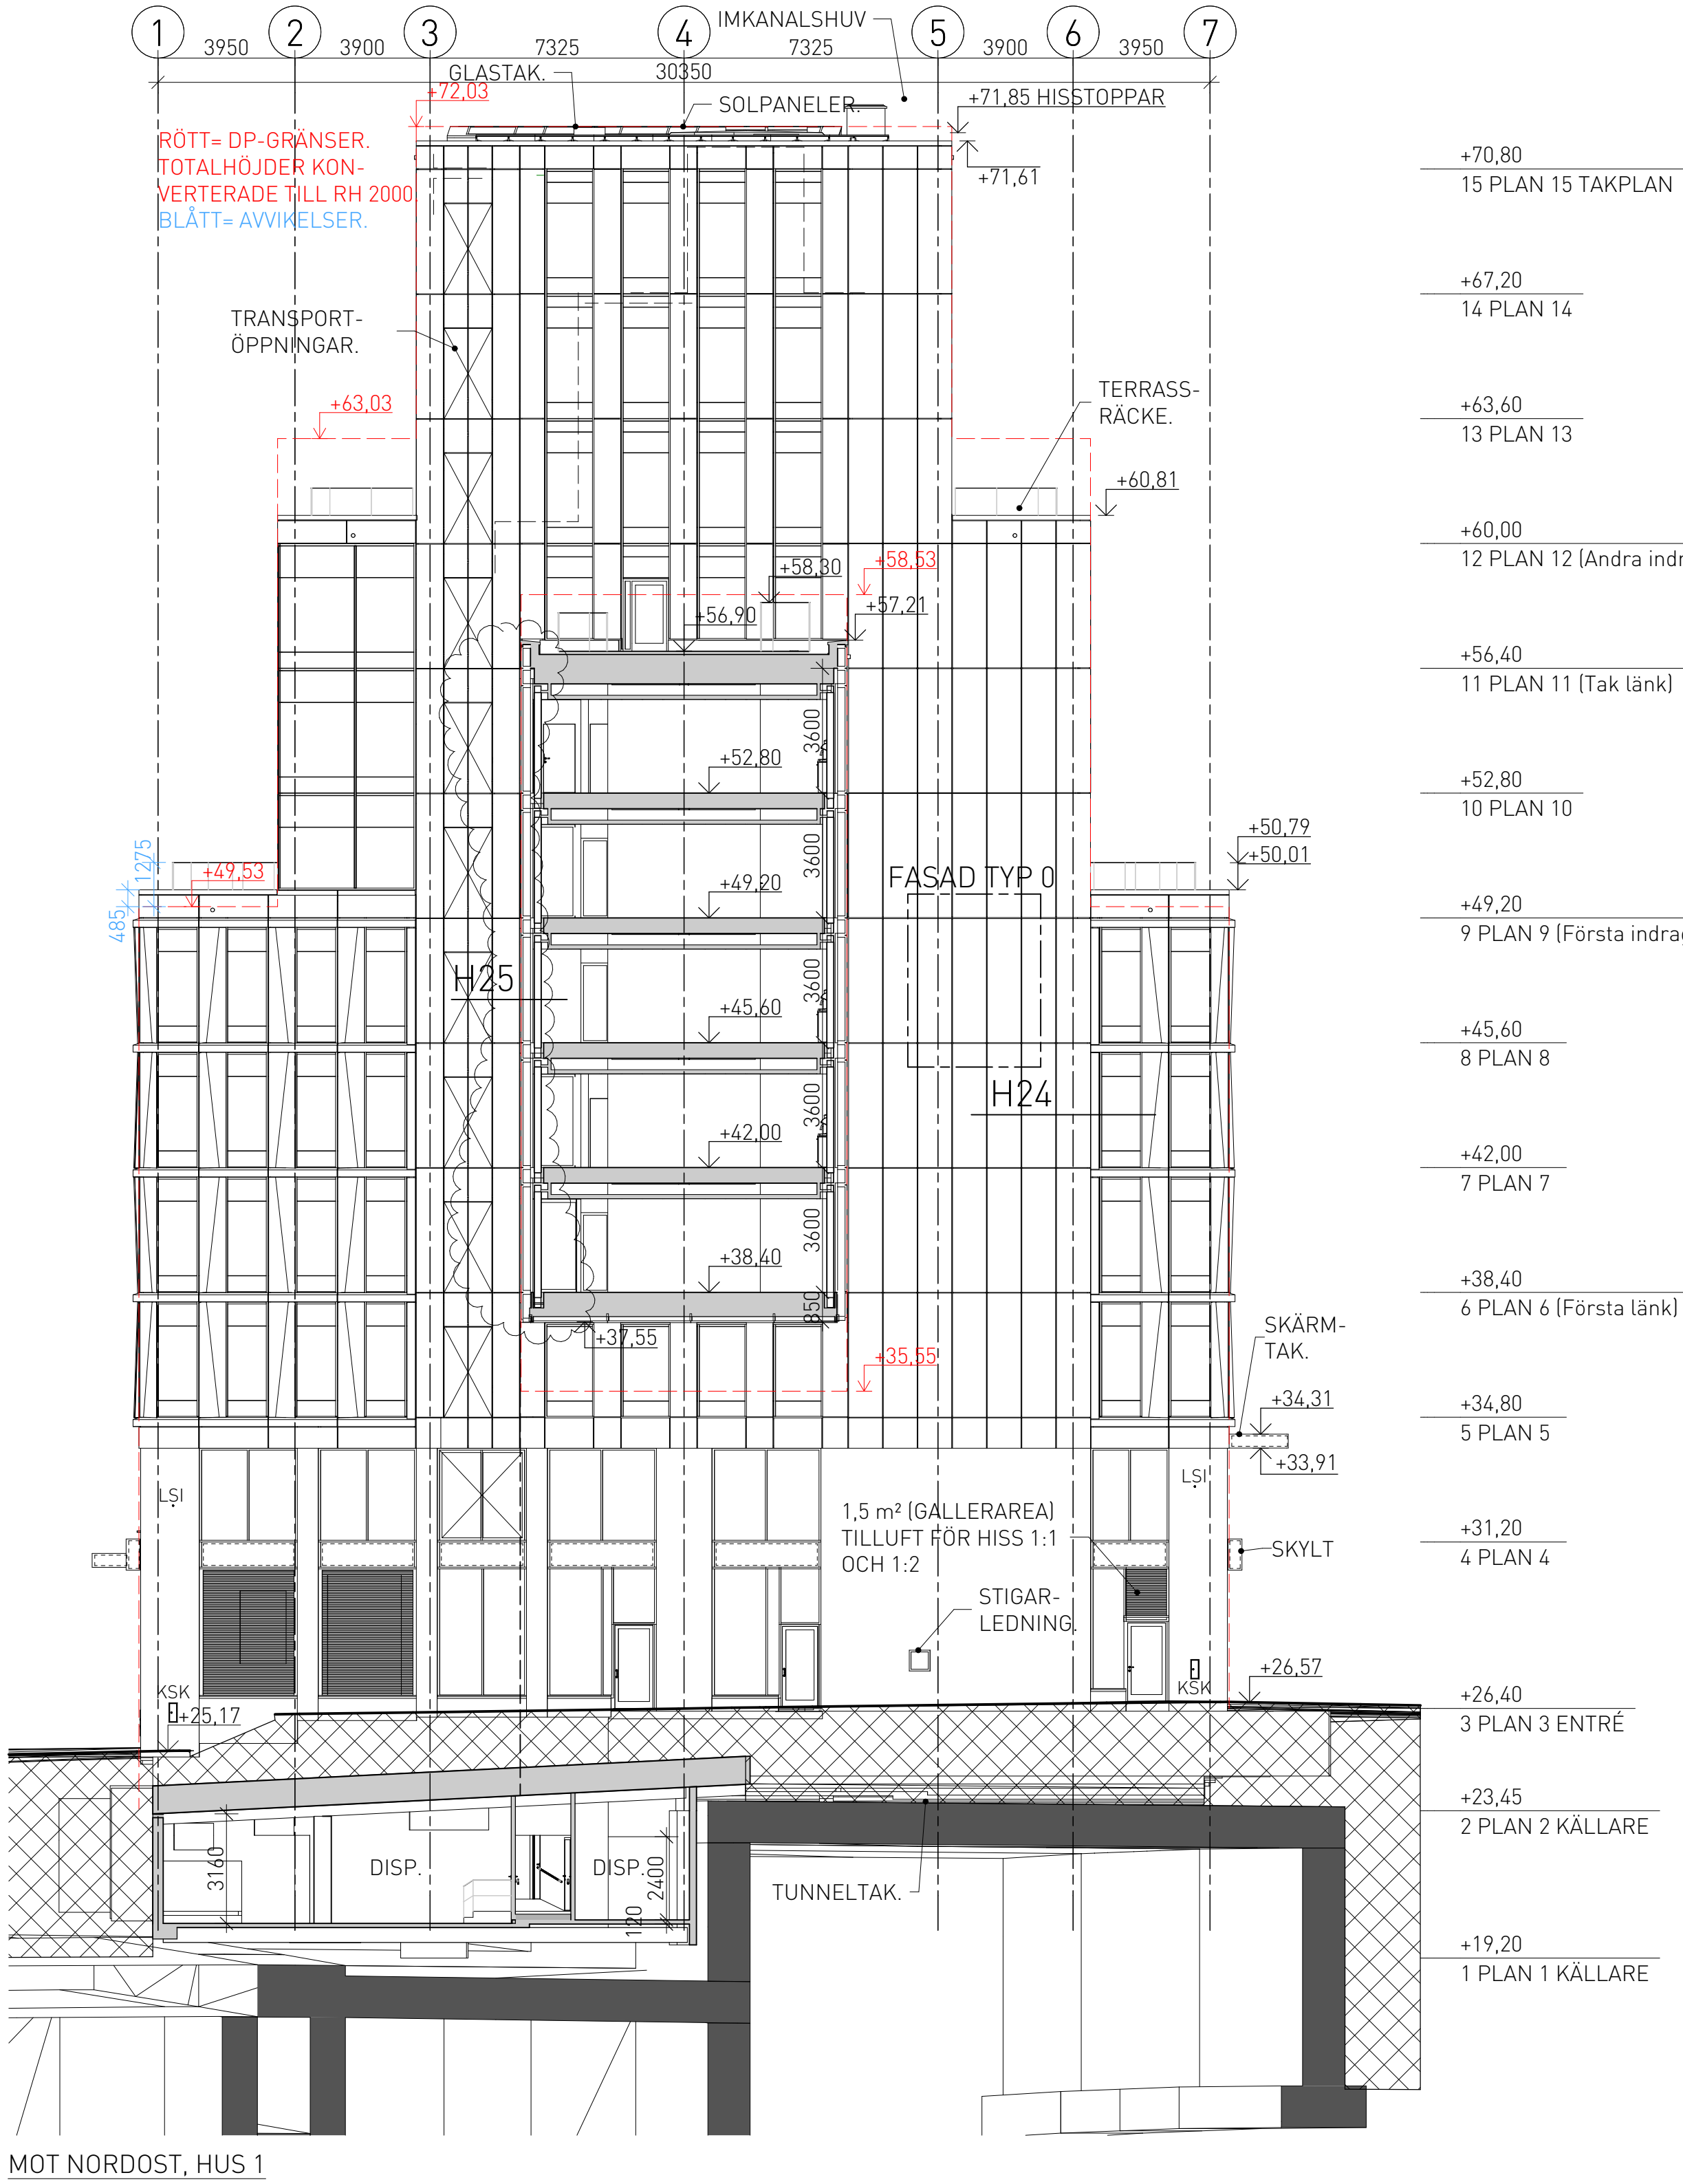 1
2
3
4
5
6
7
3950
3900
7325
7325
3900
3950
30350
IMKANALSHUV
GLASTAK.
SOLPANELER.
+72,03
+71,85 HISSTOPPAR
+71,61
RÖTT= DP-GRÄNSER.
TOTALHÖJDER KON-
VERTERADE TILL RH 2000
BLÅTT= AVVIKELSER.
TRANSPORT-
ÖPPNINGAR.
+63,03
TERRASS-
RÄCKE.
+60,81
+58,53
+58,30
+57,21
+56,90
3600
+52,80
3600
+49,20
3600
+45,60
3600
+42,00
3600
+38,40
850
+37,55
+35,55
1275
485
+49,53
+50,79
+50,01
FASAD TYP 0
H25
H24
SKÄRM-
TAK.
+34,31
+33,91
LSI
LSI
1,5 m² (GALLERAREA)
TILLUFT FÖR HISS 1:1
OCH 1:2
SKYLT
STIGAR-
LEDNING.
KSK
KSK
+26,57
+25,17
3160
DISP.
DISP.
2400
120
TUNNELTAK.
+70,80
15 PLAN 15 TAKPLAN
+67,20
14 PLAN 14
+63,60
13 PLAN 13
+60,00
12 PLAN 12 (Andra indr
+56,40
11 PLAN 11 (Tak länk)
+52,80
10 PLAN 10
+49,20
9 PLAN 9 (Första indrag
+45,60
8 PLAN 8
+42,00
7 PLAN 7
+38,40
6 PLAN 6 (Första länk)
+34,80
5 PLAN 5
+31,20
4 PLAN 4
+26,40
3 PLAN 3 ENTRÉ
+23,45
2 PLAN 2 KÄLLARE
+19,20
1 PLAN 1 KÄLLARE
MOT NORDOST, HUS 1